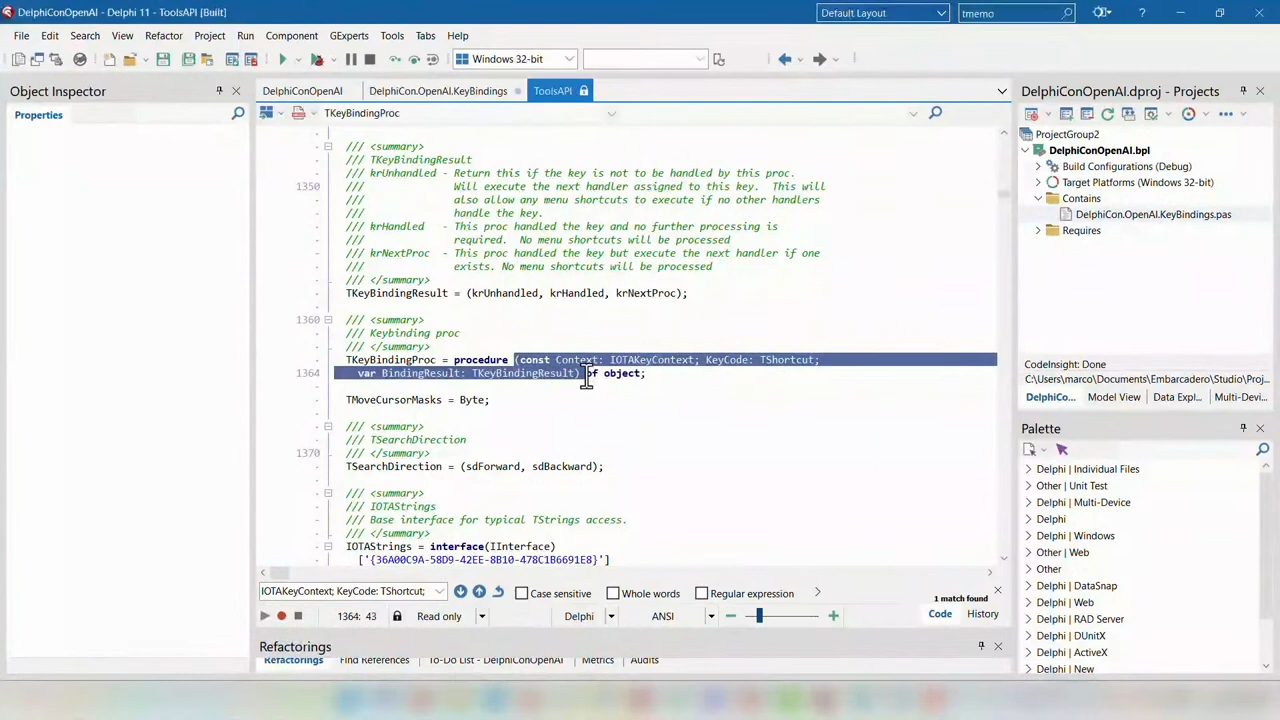 DelphiConOpenAI - Delphi 11 - ToolsAPI [Built]
Default Layout
tmemo
File Edit Search View Refactor Project Run Component GExperts Tools Tabs Help
Windows 32-bit
Object Inspector
Properties
DelphiConOpenAI
DelphiCon.OpenAI.KeyBindings
ToolsAPI
TKeyBindingProc
/// <summary>
/// TKeyBindingResult
/// krUnhandled - Return this if the key is not to be handled by this proc.
1350 /// Will execute the next handler assigned to this key. This will
/// also allow any menu shortcuts to execute if no other handlers
/// handle the key.
/// krHandled - This proc handled the key and no further processing is
/// required. No menu shortcuts will be processed
/// krNextProc - This proc handled the key but execute the next handler if one
/// exists. No menu shortcuts will be processed
/// </summary>
TKeyBindingResult = (krUnhandled, krHandled, krNextProc);
1360 /// <summary>
/// Keybinding proc
/// </summary>
TKeyBindingProc = procedure (const Context: IOTAKeyContext; KeyCode: TShortcut;
1364 var BindingResult: TKeyBindingResult) of object;
TMoveCursorMasks = Byte;
/// <summary>
/// TSearchDirection
1370 /// </summary>
TSearchDirection = (sdForward, sdBackward);
/// <summary>
/// IOTAStrings
/// Base interface for typical TStrings access.
/// </summary>
IOTAStrings = interface(IInterface)
['{36A00C9A-58D9-42EE-8B10-478C1B6691E8}']
IOTAKeyContext; KeyCode: TShortcut;
Case sensitive
Whole words
Regular expression
1 match found
1364: 43
Read only
Delphi
ANSI
Code
History
Refactorings
Refactorings
Find References
To-Do List - DelphiConOpenAI
Metrics
Audits
DelphiConOpenAI.dproj - Projects
ProjectGroup2
DelphiConOpenAI.bpl
Build Configurations (Debug)
Target Platforms (Windows 32-bit)
Contains
DelphiCon.OpenAI.KeyBindings.pas
Requires
CodeInsight: Done
C:\Users\marco\Documents\Embarcadero\Studio\Proj...
DelphiCo...
Model View
Data Expl...
Multi-Devi...
Palette
Delphi | Individual Files
Other | Unit Test
Delphi | Multi-Device
Delphi
Delphi | Windows
Other | Web
Other
Delphi | DataSnap
Delphi | Web
Delphi | RAD Server
Delphi | DUnitX
Delphi | ActiveX
Delphi | New